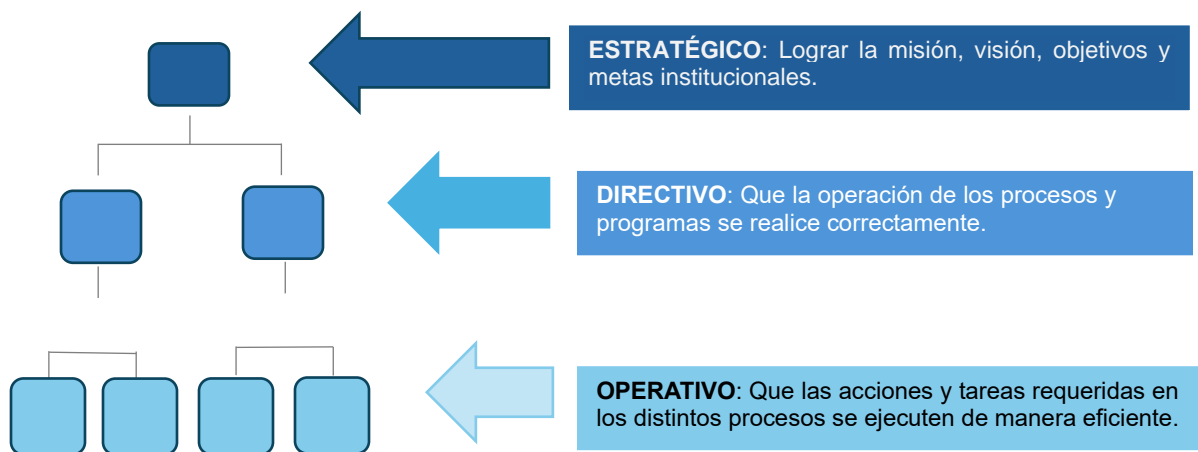 ESTRATÉGICO: Lograr la misión, visión, objetivos y
metas institucionales.
DIRECTIVO: Que la operación de los procesos y
programas se realice correctamente.
OPERATIVO: Que las acciones y tareas requeridas en
los distintos procesos se ejecuten de manera eficiente.